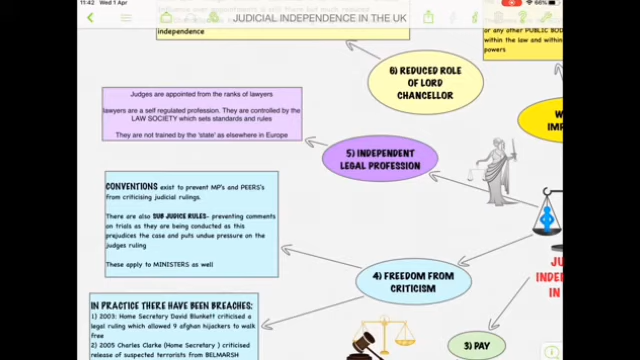 11:42 Wed 1 Apr
66%
JUDICIAL INDEPENDENCE IN THE UK
independence
or any other PUBLIC BOD
within the law and within
powers
6) REDUCED ROLE
OF LORD
CHANCELLOR
Judges are appointed from the ranks of lawyers
lawyers are a self regulated profession. They are controlled by the
LAW SOCIETY which sets standards and rules
They are not trained by the 'state' as elsewhere in Europe
W
IMP
5) INDEPENDENT
LEGAL PROFESSION
CONVENTIONS exist to prevent MP's and PEERS's
from criticising judicial rulings.
There are also SUB JUDICE RULES- preventing comments
on trials as they are being conducted as this
prejudices the case and puts undue pressure on the
judges ruling
These apply to MINISTERS as well
4) FREEDOM FROM
CRITICISM
JU
INDEP
IN
IN PRACTICE THERE HAVE BEEN BREACHES:
1) 2003: Home Secretary David Blunkett criticised a
legal ruling which allowed 9 afghan hijackers to walk
free
2) 2005 Charles Clarke (Home Secretary ) criticised
release of suspected terrorists from BELMARSH
3) PAY